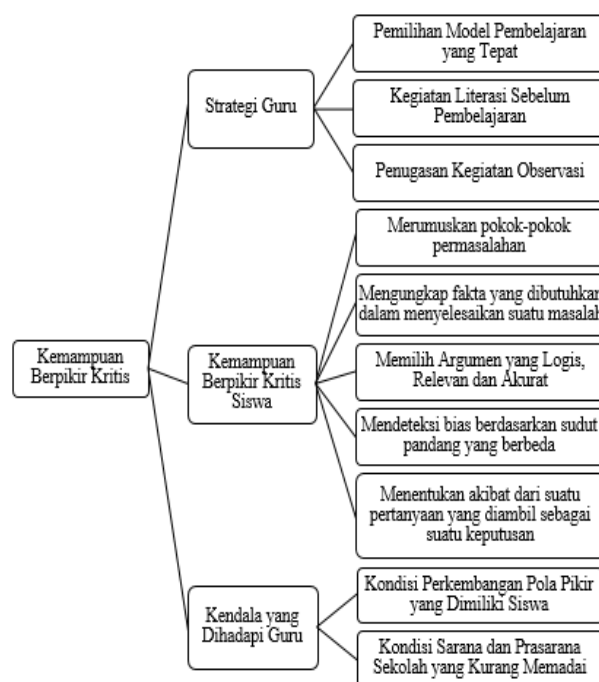 Kemampuan
Berpikir Kritis
Strategi Guru
Pemilihan Model Pembelajaran
yang Tepat
Kegiatan Literasi Sebelum
Pembelajaran
Penugasan Kegiatan Observasi
Kemampuan
Berpikir Kritis
Siswa
Merumuskan pokok-pokok
permasalahan
Mengungkap fakta yang dibutuhkan
dalam menyelesaikan suatu masalah
Memilih Argumen yang Logis,
Relevan dan Akurat
Mendeteksi bias berdasarkan sudut
pandang yang berbeda
Menentukan akibat dari suatu
pertanyaan yang diambil sebagai
suatu keputusan
Kendala yang
Dihadapi Guru
Kondisi Perkembangan Pola Pikir
yang Dimiliki Siswa
Kondisi Sarana dan Prasarana
Sekolah yang Kurang Memadai